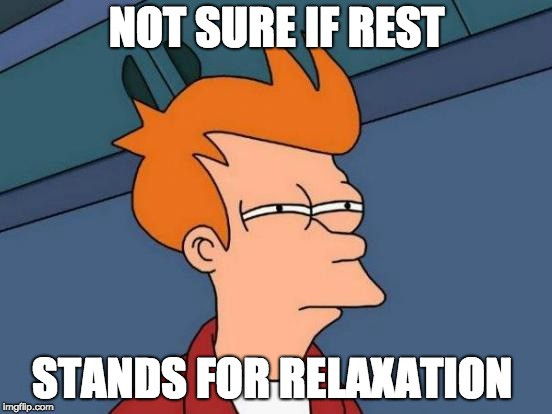 NOT SURE IF REST
STANDS FOR RELAXATION
imgflip.com